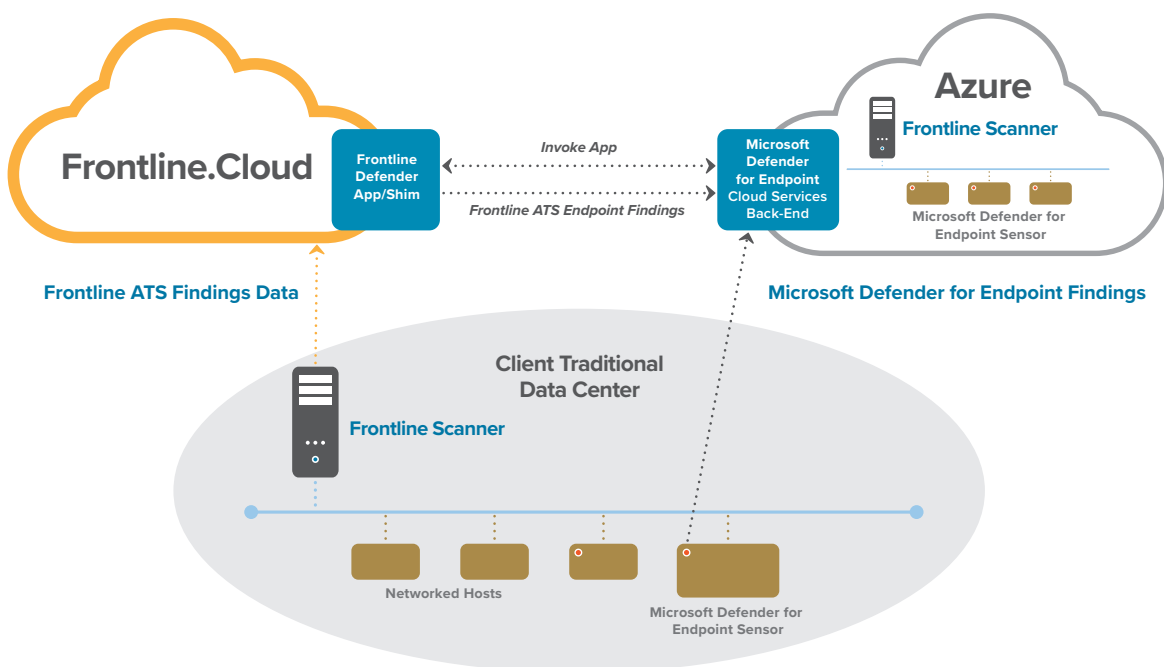 Frontline.Cloud
Frontline
Defender
App/Shim
Invoke App
Frontline ATS Endpoint Findings
Microsoft
Defender
for Endpoint
Cloud Services
Back-End
Azure
Frontline Scanner
Microsoft Defender for
Endpoint Sensor
Frontline ATS Findings Data
Microsoft Defender for Endpoint Findings
Client Traditional
Data Center
Frontline Scanner
Networked Hosts
Microsoft Defender for
Endpoint Sensor